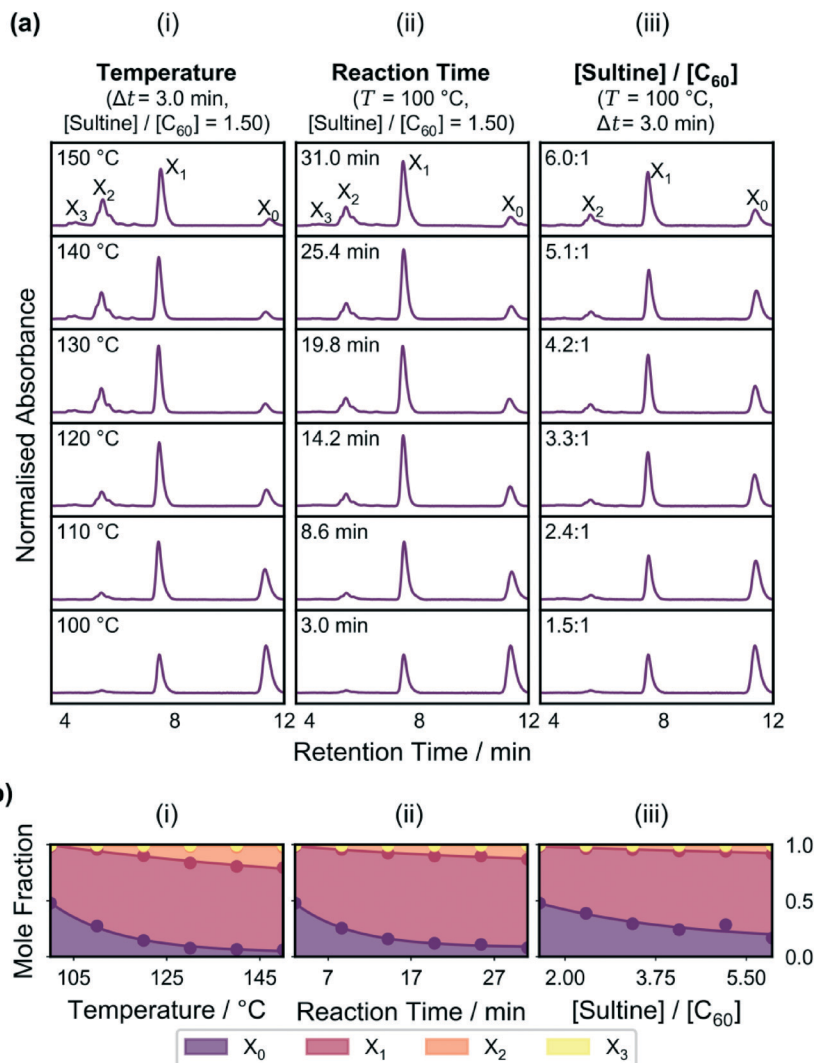 (a)
(i)
(ii)
(iii)
Temperature
(Δt = 3.0 min,
[Sultine] / [C60] = 1.50)
Reaction Time
(T = 100 °C,
[Sultine] / [C60] = 1.50)
[Sultine] / [C60]
(T = 100 °C,
Δt = 3.0 min)
Normalised Absorbance
150 °C
X3
X2
X1
X0
140 °C
130 °C
120 °C
110 °C
100 °C
4 8 12
31.0 min
X3
X2
X1
X0
25.4 min
19.8 min
14.2 min
8.6 min
3.0 min
4 8 12
6.0:1
X2
X1
X0
5.1:1
4.2:1
3.3:1
2.4:1
1.5:1
4 8 12
Retention Time / min
)
(i)
(ii)
(iii)
Mole Fraction
1.0
0.5
0.0
105 125 145
7 17 27
2.00 3.75 5.50
Temperature / °C
Reaction Time / min
[Sultine] / [C60]
X0 X1 X2 X3